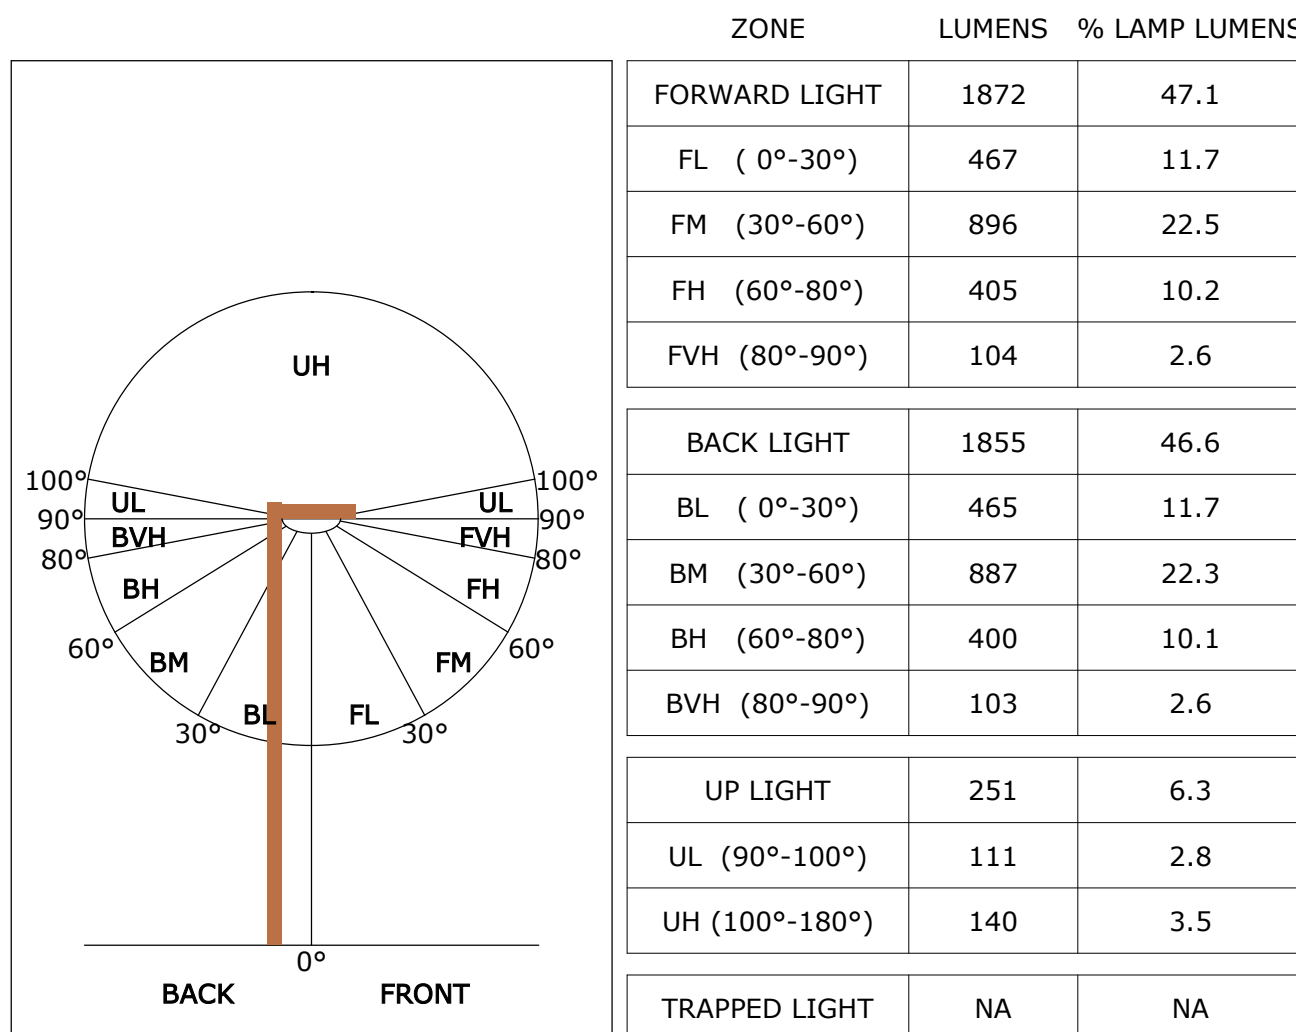 ZONE LUMENS % LAMP LUMENS
FORWARD LIGHT 1872 47.1
FL ( 0°-30°) 467 11.7
FM (30°-60°) 896 22.5
FH (60°-80°) 405 10.2
FVH (80°-90°) 104 2.6
BACK LIGHT 1855 46.6
BL ( 0°-30°) 465 11.7
BM (30°-60°) 887 22.3
BH (60°-80°) 400 10.1
BVH (80°-90°) 103 2.6
UP LIGHT 251 6.3
UL (90°-100°) 111 2.8
UH (100°-180°) 140 3.5
TRAPPED LIGHT NA NA
UH
100° 100°
UL UL
90° 90°
BVH FVH
80° 80°
BH FH
60° 60°
BM FM
BL FL
30° 30°
0°
BACK FRONT